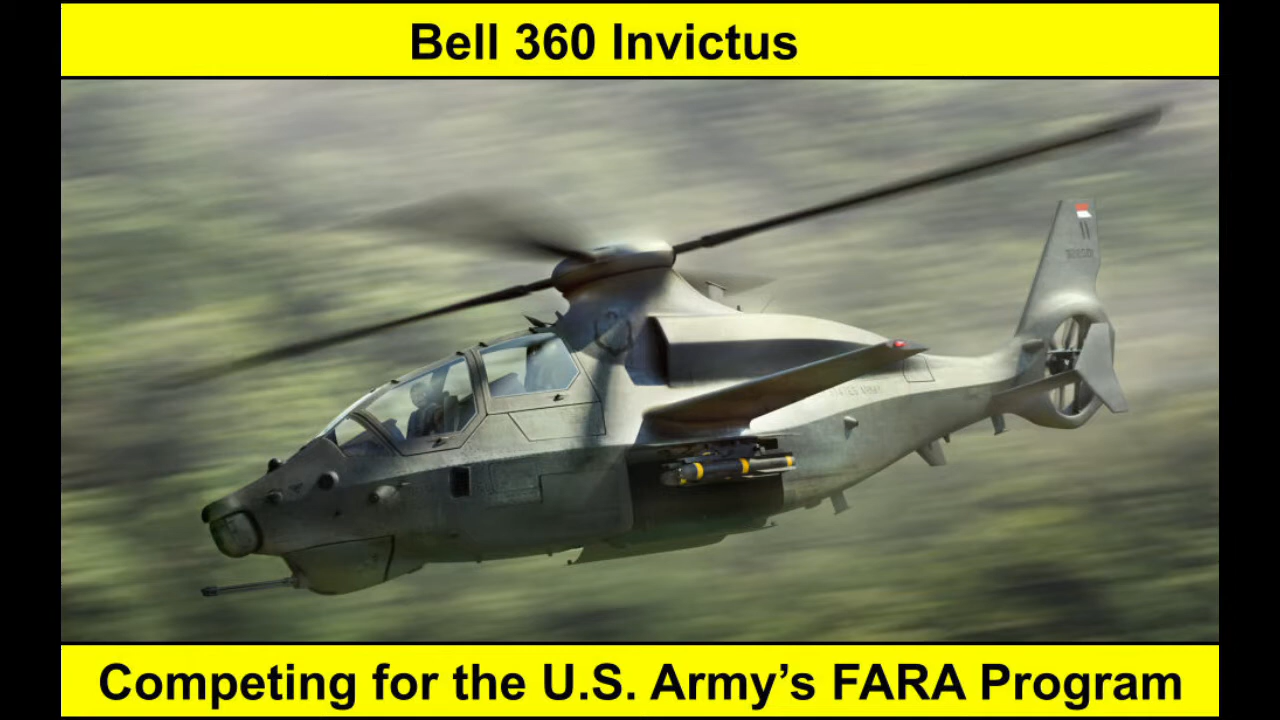 Bell 360 Invictus
Competing for the U.S. Army’s FARA Program